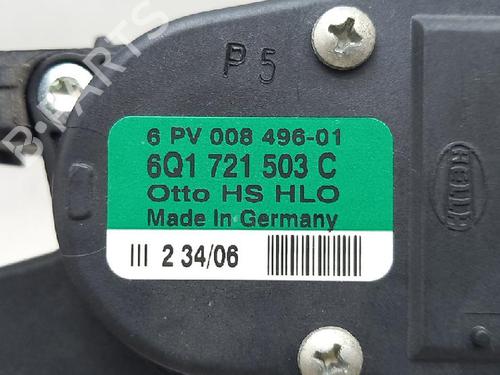 P 5
B-PARTS
6 PV 008 496-01
6Q1 721 503 C
Otto HS HLO
Made In Germany
III 2 34/06
HELLA